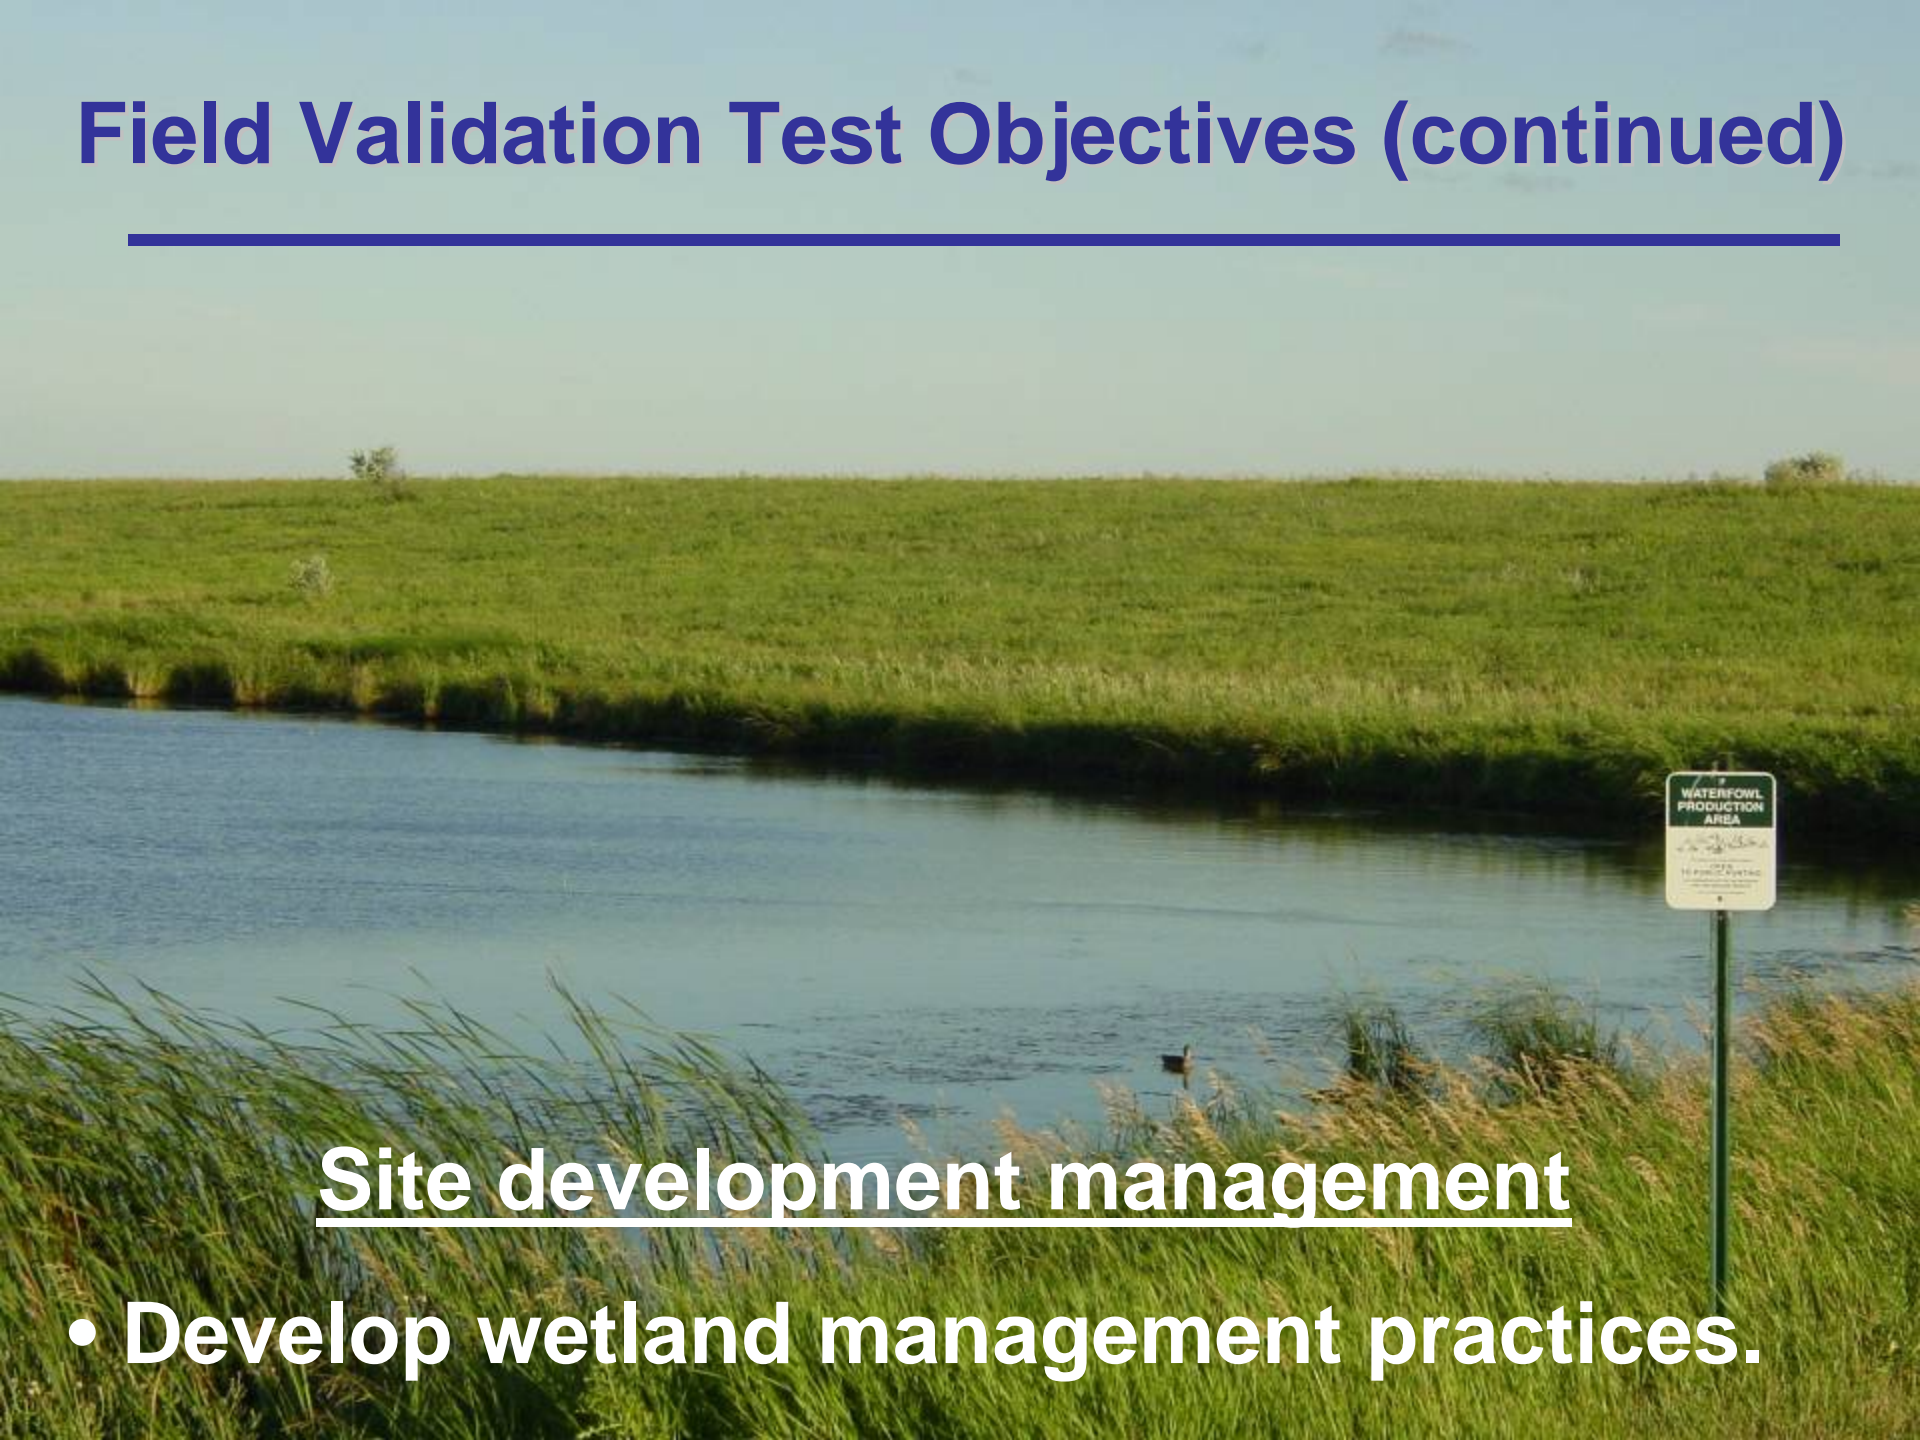 Field Validation Test Objectives (continued)
WATERFOWL
PRODUCTION
AREA
Site development management
• Develop wetland management practices.